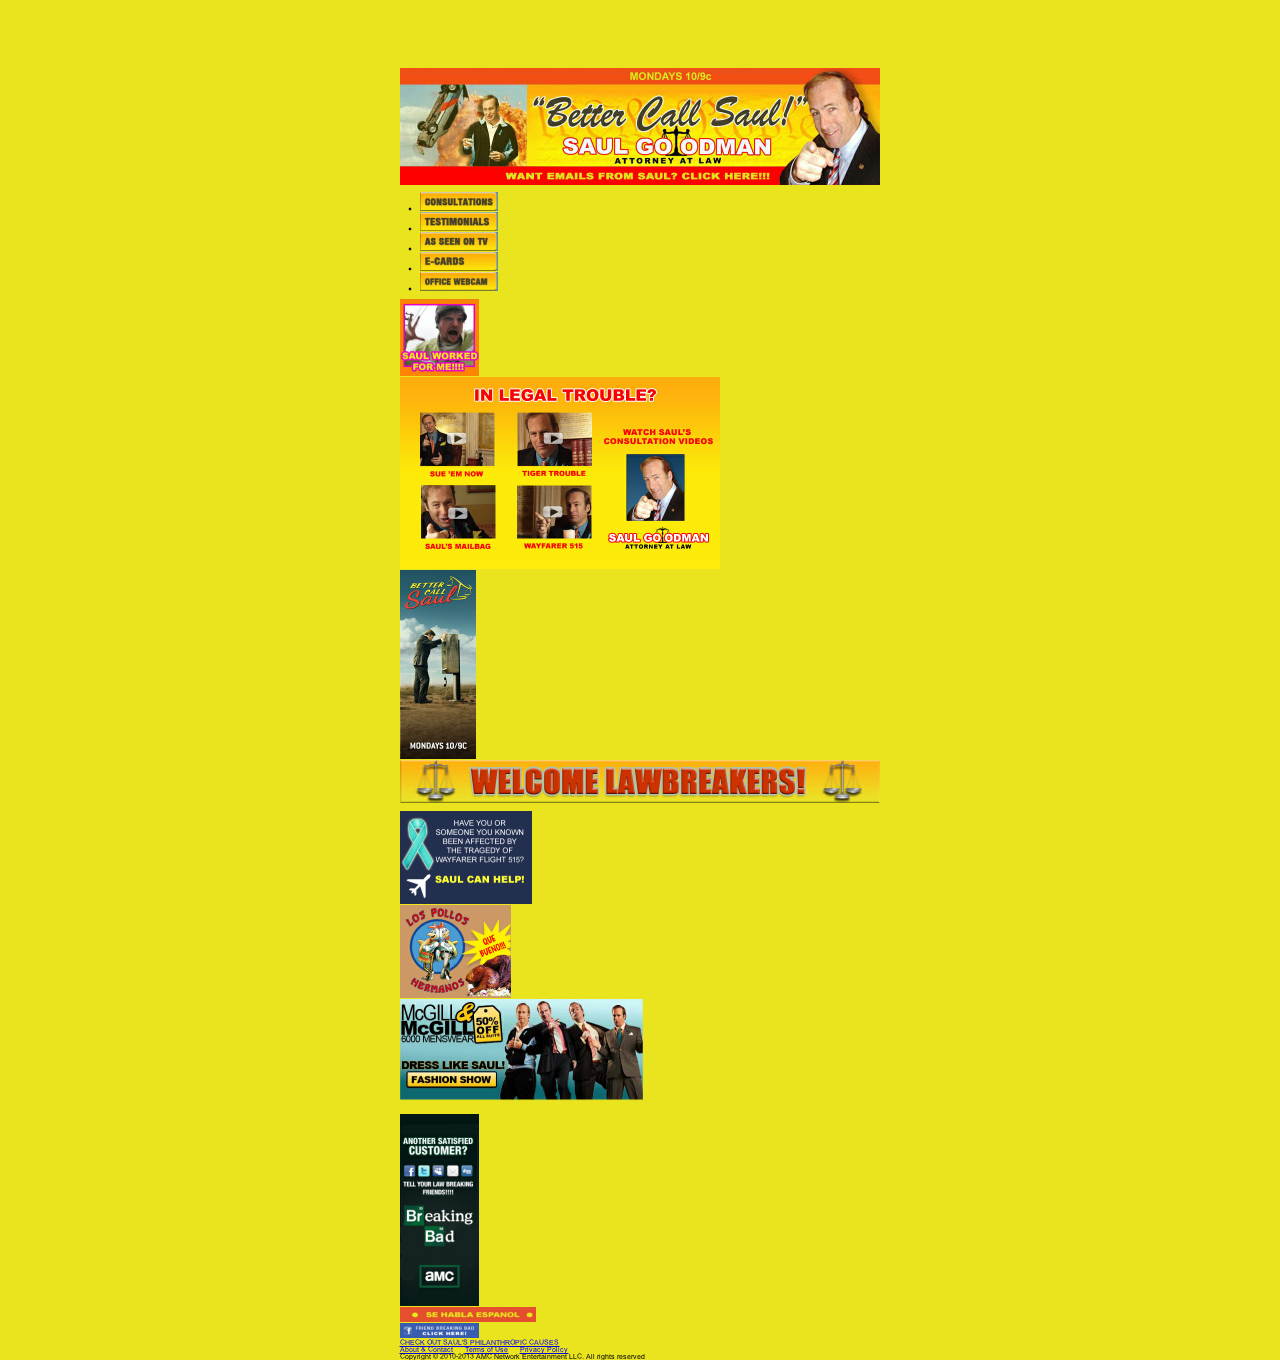 MONDAYS 10/9c
"Better Call Saul!"
SAUL GOODMAN
ATTORNEY AT LAW
WANT EMAILS FROM SAUL? CLICK HERE!!!
CONSULTATIONS
TESTIMONIALS
AS SEEN ON TV
E-CARDS
OFFICE WEBCAM
SAUL WORKED
FOR ME!!!!
IN LEGAL TROUBLE?
WATCH SAUL'S
CONSULTATION VIDEOS
SUE 'EM NOW
TIGER TROUBLE
SAUL'S MAILBAG
WAYFARER 515
SAUL GOODMAN
ATTORNEY AT LAW
BETTER
CALL
Saul
MONDAYS 10/9C
WELCOME LAWBREAKERS!
HAVE YOU OR
SOMEONE YOU KNOWN
BEEN AFFECTED BY
THE TRAGEDY OF
WAYFARER FLIGHT 515?
SAUL CAN HELP!
LOS POLLOS
HERMANOS
QUE
BUENO!!!
McGILL &
McGILL
6000 MENSWEAR
50%
OFF
ALL SUITS
DRESS LIKE SAUL!
FASHION SHOW
ANOTHER SATISFIED
CUSTOMER?
TELL YOUR LAW BREAKING
FRIENDS!!!!
Breaking
Bad
amc
SE HABLA ESPANOL
FRIEND BREAKING BAD
CLICK HERE!
CHECK OUT SAUL'S PHILANTHROPIC CAUSES
About & Contact Terms of Use Privacy Policy
Copyright © 2010-2013 AMC Network Entertainment LLC. All rights reserved